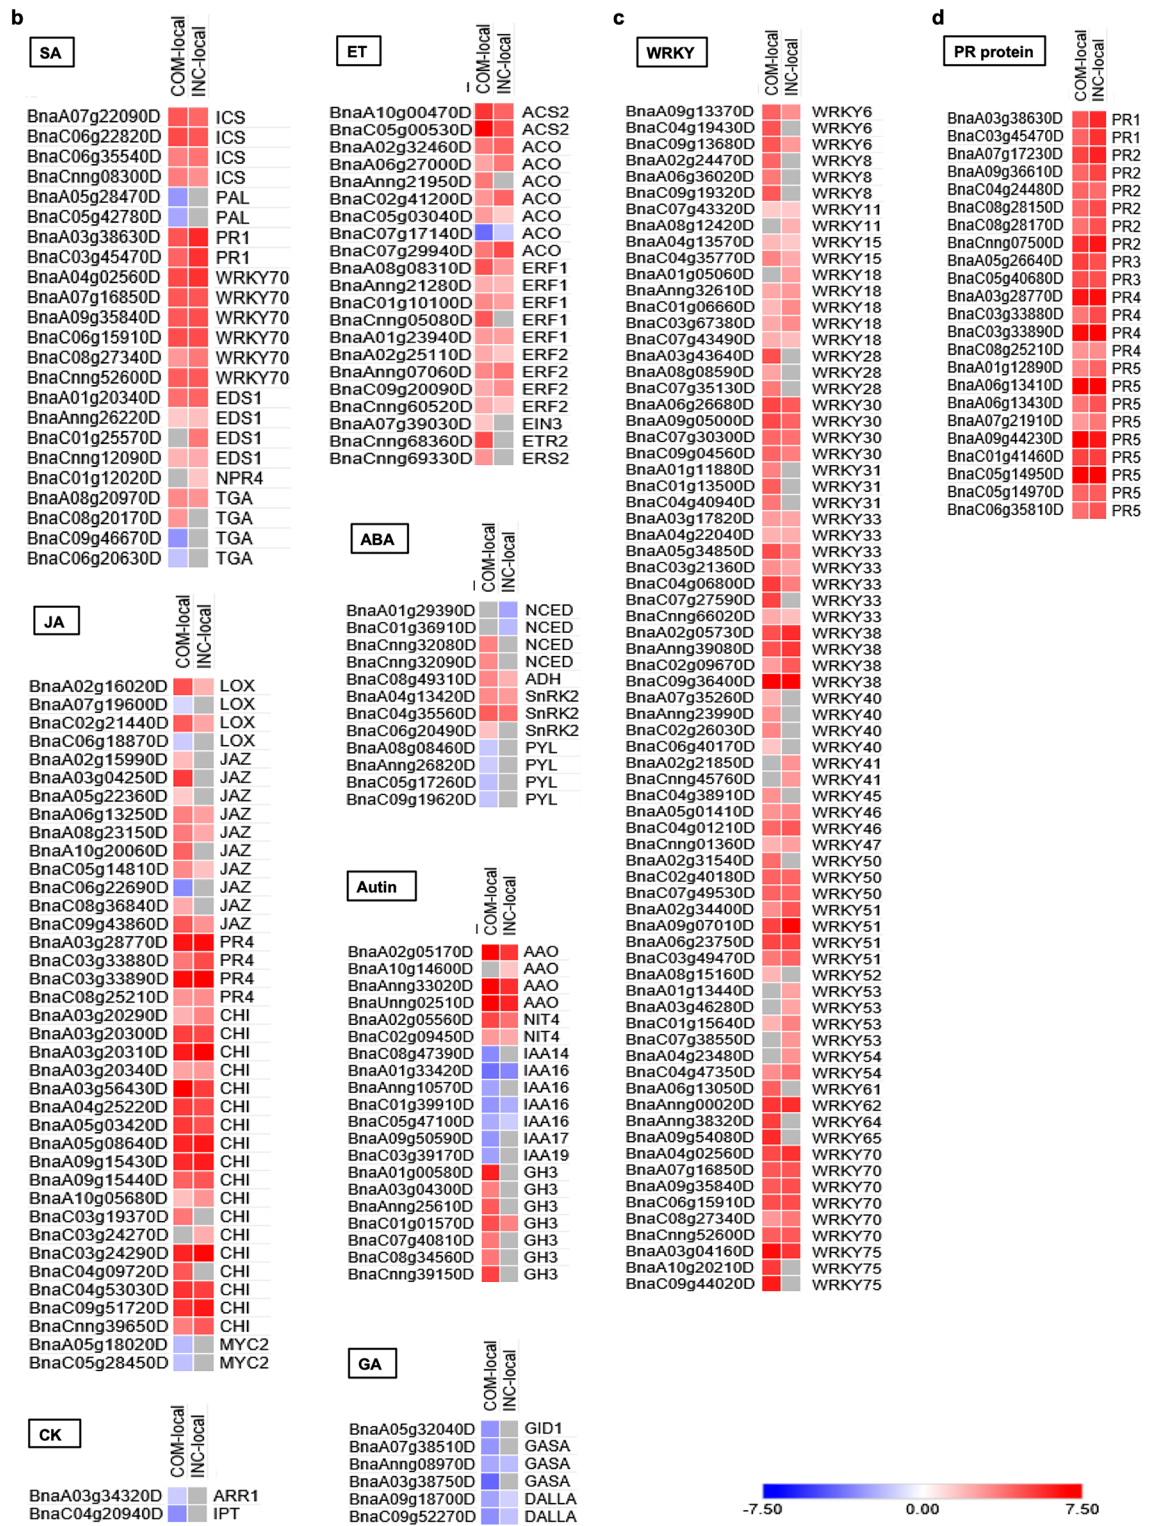 b
SA
COM-local
INC-local
BnaA07g22090D ICS
BnaC06g22820D ICS
BnaC06g35540D ICS
BnaCnng08300D ICS
BnaA05g28470D PAL
BnaC05g42780D PAL
BnaA03g38630D PR1
BnaC03g45470D PR1
BnaA04g02560D WRKY70
BnaA07g16850D WRKY70
BnaA09g35840D WRKY70
BnaC06g15910D WRKY70
BnaC08g27340D WRKY70
BnaCnng52600D WRKY70
BnaA01g20340D EDS1
BnaAnng26220D EDS1
BnaC01g25570D EDS1
BnaCnng12090D EDS1
BnaC01g12020D NPR4
BnaA08g20970D TGA
BnaC08g20170D TGA
BnaC09g46670D TGA
BnaC06g20630D TGA
JA
COM-local
INC-local
BnaA02g16020D LOX
BnaA07g19600D LOX
BnaC02g21440D LOX
BnaC06g18870D LOX
BnaA02g15990D JAZ
BnaA03g04250D JAZ
BnaA05g22360D JAZ
BnaA06g13250D JAZ
BnaA08g23150D JAZ
BnaA10g20060D JAZ
BnaC05g14810D JAZ
BnaC06g22690D JAZ
BnaC08g36840D JAZ
BnaC09g43860D JAZ
BnaA03g28770D PR4
BnaC03g33880D PR4
BnaC03g33890D PR4
BnaC08g25210D PR4
BnaA03g20290D CHI
BnaA03g20300D CHI
BnaA03g20310D CHI
BnaA03g20340D CHI
BnaA03g56430D CHI
BnaA04g25220D CHI
BnaA05g03420D CHI
BnaA05g08640D CHI
BnaA09g15430D CHI
BnaA09g15440D CHI
BnaA10g05680D CHI
BnaC03g19370D CHI
BnaC03g24270D CHI
BnaC03g24290D CHI
BnaC04g09720D CHI
BnaC04g53030D CHI
BnaC09g51720D CHI
BnaCnng39650D CHI
BnaA05g18020D MYC2
BnaC05g28450D MYC2
CK
COM-local
INC-local
BnaA03g34320D ARR1
BnaC04g20940D IPT
ET
COM-local
INC-local
BnaA10g00470D ACS2
BnaC05g00530D ACS2
BnaA02g32460D ACO
BnaA06g27000D ACO
BnaAnng21950D ACO
BnaC02g41200D ACO
BnaC05g03040D ACO
BnaC07g17140D ACO
BnaC07g29940D ACO
BnaA08g08310D ERF1
BnaAnng21280D ERF1
BnaC01g10100D ERF1
BnaCnng05080D ERF1
BnaA01g23940D ERF1
BnaA02g25110D ERF2
BnaAnng07060D ERF2
BnaC09g20090D ERF2
BnaCnng60520D ERF2
BnaA07g39030D EIN3
BnaCnng68360D ETR2
BnaCnng69330D ERS2
ABA
COM-local
INC-local
BnaA01g29390D NCED
BnaC01g36910D NCED
BnaCnng32080D NCED
BnaCnng32090D NCED
BnaC08g49310D ADH
BnaA04g13420D SnRK2
BnaC04g35560D SnRK2
BnaC06g20490D SnRK2
BnaA08g08460D PYL
BnaAnng26820D PYL
BnaC05g17260D PYL
BnaC09g19620D PYL
Autin
COM-local
INC-local
BnaA02g05170D AAO
BnaA10g14600D AAO
BnaAnng33020D AAO
BnaUnng02510D AAO
BnaA02g05560D NIT4
BnaC02g09450D NIT4
BnaC08g47390D IAA14
BnaA01g33420D IAA16
BnaAnng10570D IAA16
BnaC01g39910D IAA16
BnaC05g47100D IAA16
BnaA09g50590D IAA17
BnaC03g39170D IAA19
BnaA01g00580D GH3
BnaA03g04300D GH3
BnaAnng25610D GH3
BnaC01g01570D GH3
BnaC07g40810D GH3
BnaC08g34560D GH3
BnaCnng39150D GH3
GA
COM-local
INC-local
BnaA05g32040D GID1
BnaA07g38510D GASA
BnaAnng08970D GASA
BnaA03g38750D GASA
BnaA09g18700D DALLA
BnaC09g52270D DALLA
c
WRKY
COM-local
INC-local
BnaA09g13370D WRKY6
BnaC04g19430D WRKY6
BnaC09g13680D WRKY6
BnaA02g24470D WRKY8
BnaA06g36020D WRKY8
BnaC09g19320D WRKY8
BnaC07g43320D WRKY11
BnaA08g12420D WRKY11
BnaA04g13570D WRKY15
BnaC04g35770D WRKY15
BnaA01g05060D WRKY18
BnaAnng32610D WRKY18
BnaC01g06660D WRKY18
BnaC03g67380D WRKY18
BnaC07g43490D WRKY18
BnaA03g43640D WRKY28
BnaA08g08590D WRKY28
BnaC07g35130D WRKY28
BnaA06g26680D WRKY30
BnaA09g05000D WRKY30
BnaC07g30300D WRKY30
BnaC09g04560D WRKY30
BnaA01g11880D WRKY31
BnaC01g13500D WRKY31
BnaC04g40940D WRKY31
BnaA03g17820D WRKY33
BnaA04g22040D WRKY33
BnaA05g34850D WRKY33
BnaC03g21360D WRKY33
BnaC04g06800D WRKY33
BnaC07g27590D WRKY33
BnaCnng66020D WRKY33
BnaA02g05730D WRKY38
BnaAnng39080D WRKY38
BnaC02g09670D WRKY38
BnaC09g36400D WRKY38
BnaA07g35260D WRKY40
BnaAnng23990D WRKY40
BnaC02g26030D WRKY40
BnaC06g40170D WRKY40
BnaA02g21850D WRKY41
BnaCnng45760D WRKY41
BnaC04g38910D WRKY45
BnaA05g01410D WRKY46
BnaC04g01210D WRKY46
BnaCnng01360D WRKY47
BnaA02g31540D WRKY50
BnaC02g40180D WRKY50
BnaC07g49530D WRKY50
BnaA02g34400D WRKY51
BnaA09g07010D WRKY51
BnaA06g23750D WRKY51
BnaC03g49470D WRKY51
BnaA08g15160D WRKY52
BnaA01g13440D WRKY53
BnaA03g46280D WRKY53
BnaC01g15640D WRKY53
BnaC07g38550D WRKY53
BnaA04g23480D WRKY54
BnaC04g47350D WRKY54
BnaA06g13050D WRKY61
BnaAnng00020D WRKY62
BnaAnng38320D WRKY64
BnaA09g54080D WRKY65
BnaA04g02560D WRKY70
BnaA07g16850D WRKY70
BnaA09g35840D WRKY70
BnaC06g15910D WRKY70
BnaC08g27340D WRKY70
BnaCnng52600D WRKY70
BnaA03g04160D WRKY75
BnaA10g20210D WRKY75
BnaC09g44020D WRKY75
d
PR protein
COM-local
INC-local
BnaA03g38630D PR1
BnaC03g45470D PR1
BnaA07g17230D PR2
BnaA09g36610D PR2
BnaC04g24480D PR2
BnaC08g28150D PR2
BnaC08g28170D PR2
BnaCnng07500D PR2
BnaA05g26640D PR3
BnaC05g40680D PR3
BnaA03g28770D PR4
BnaC03g33880D PR4
BnaC03g33890D PR4
BnaC08g25210D PR4
BnaA01g12890D PR5
BnaA06g13410D PR5
BnaA06g13430D PR5
BnaA07g21910D PR5
BnaA09g44230D PR5
BnaC01g41460D PR5
BnaC05g14950D PR5
BnaC05g14970D PR5
BnaC06g35810D PR5
-7.50 0.00 7.50